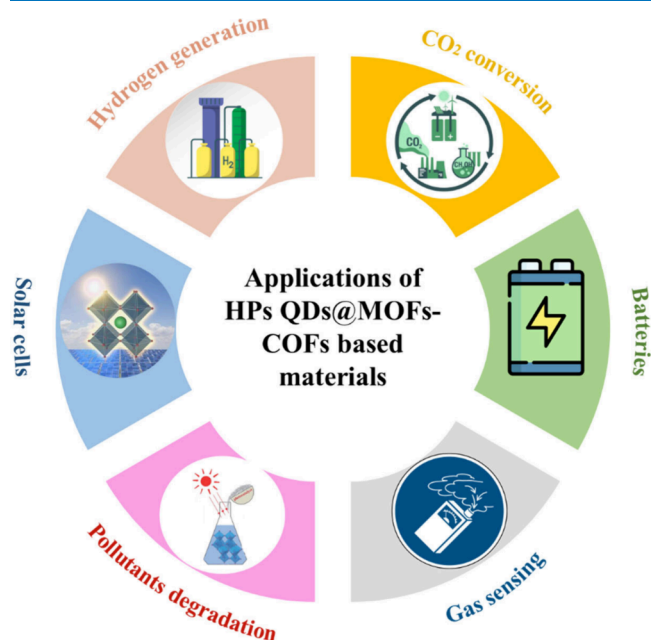 Hydrogen generation
CO₂ conversion
H₂
CO₂
CH₃OH
Solar cells
Applications of
HPs QDs@MOFs-
COFs based
materials
Batteries
Pollutants degradation
Gas sensing